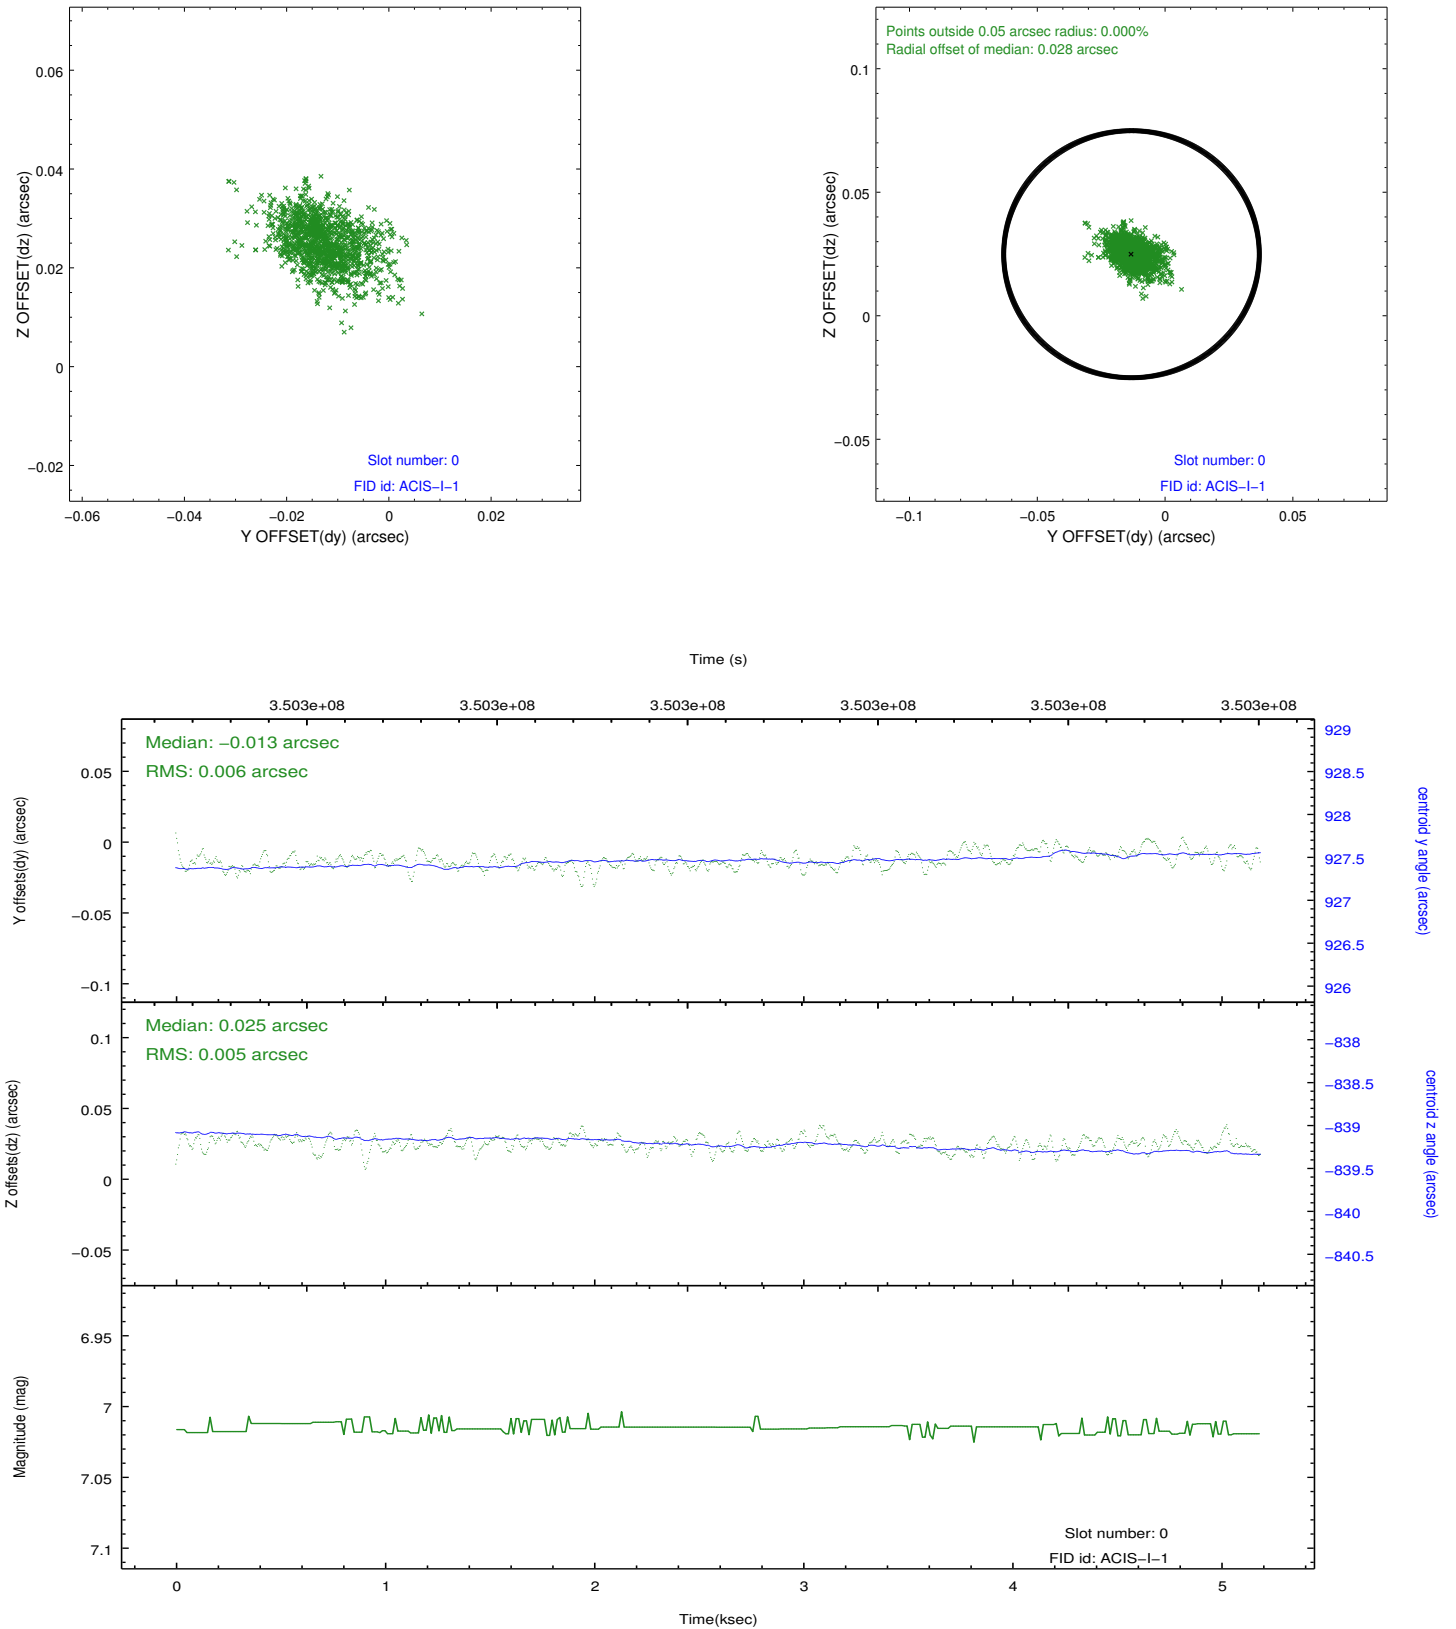 0.06
0.04
0.02
0
−0.02
Z OFFSET(dz) (arcsec)
Slot number: 0
FID id: ACIS−I−1
−0.06
−0.04
−0.02
0
0.02
Y OFFSET(dy) (arcsec)
Points outside 0.05 arcsec radius: 0.000%
Radial offset of median: 0.028 arcsec
0.1
0.05
0
−0.05
Z OFFSET(dz) (arcsec)
Slot number: 0
FID id: ACIS−I−1
−0.1
−0.05
0
0.05
Y OFFSET(dy) (arcsec)
Time (s)
3.503e+08
3.503e+08
3.503e+08
3.503e+08
3.503e+08
3.503e+08
Median: −0.013 arcsec
RMS: 0.006 arcsec
0.05
0
−0.05
−0.1
Y offsets(dy) (arcsec)
929
928.5
928
927.5
927
926.5
926
centroid y angle (arcsec)
Median: 0.025 arcsec
RMS: 0.005 arcsec
0.1
0.05
0
−0.05
Z offsets(dz) (arcsec)
−838
−838.5
−839
−839.5
−840
−840.5
centroid z angle (arcsec)
6.95
7
7.05
7.1
Magnitude (mag)
Slot number: 0
FID id: ACIS−I−1
0
1
2
3
4
5
Time(ksec)